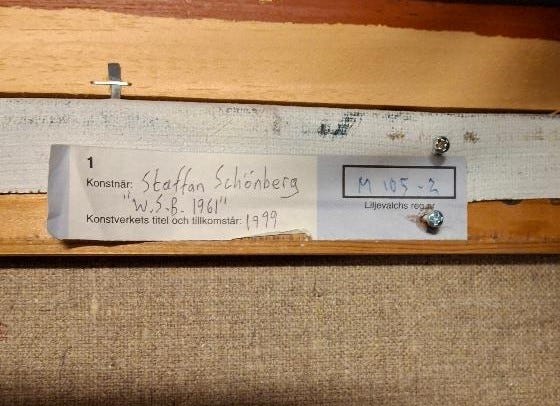 1
Konstnär: Staffan Schönberg
"W.S.B. 1961"
Konstverkets titel och tillkomstår: 1999
M 105-2
Liljevalchs reg.nr